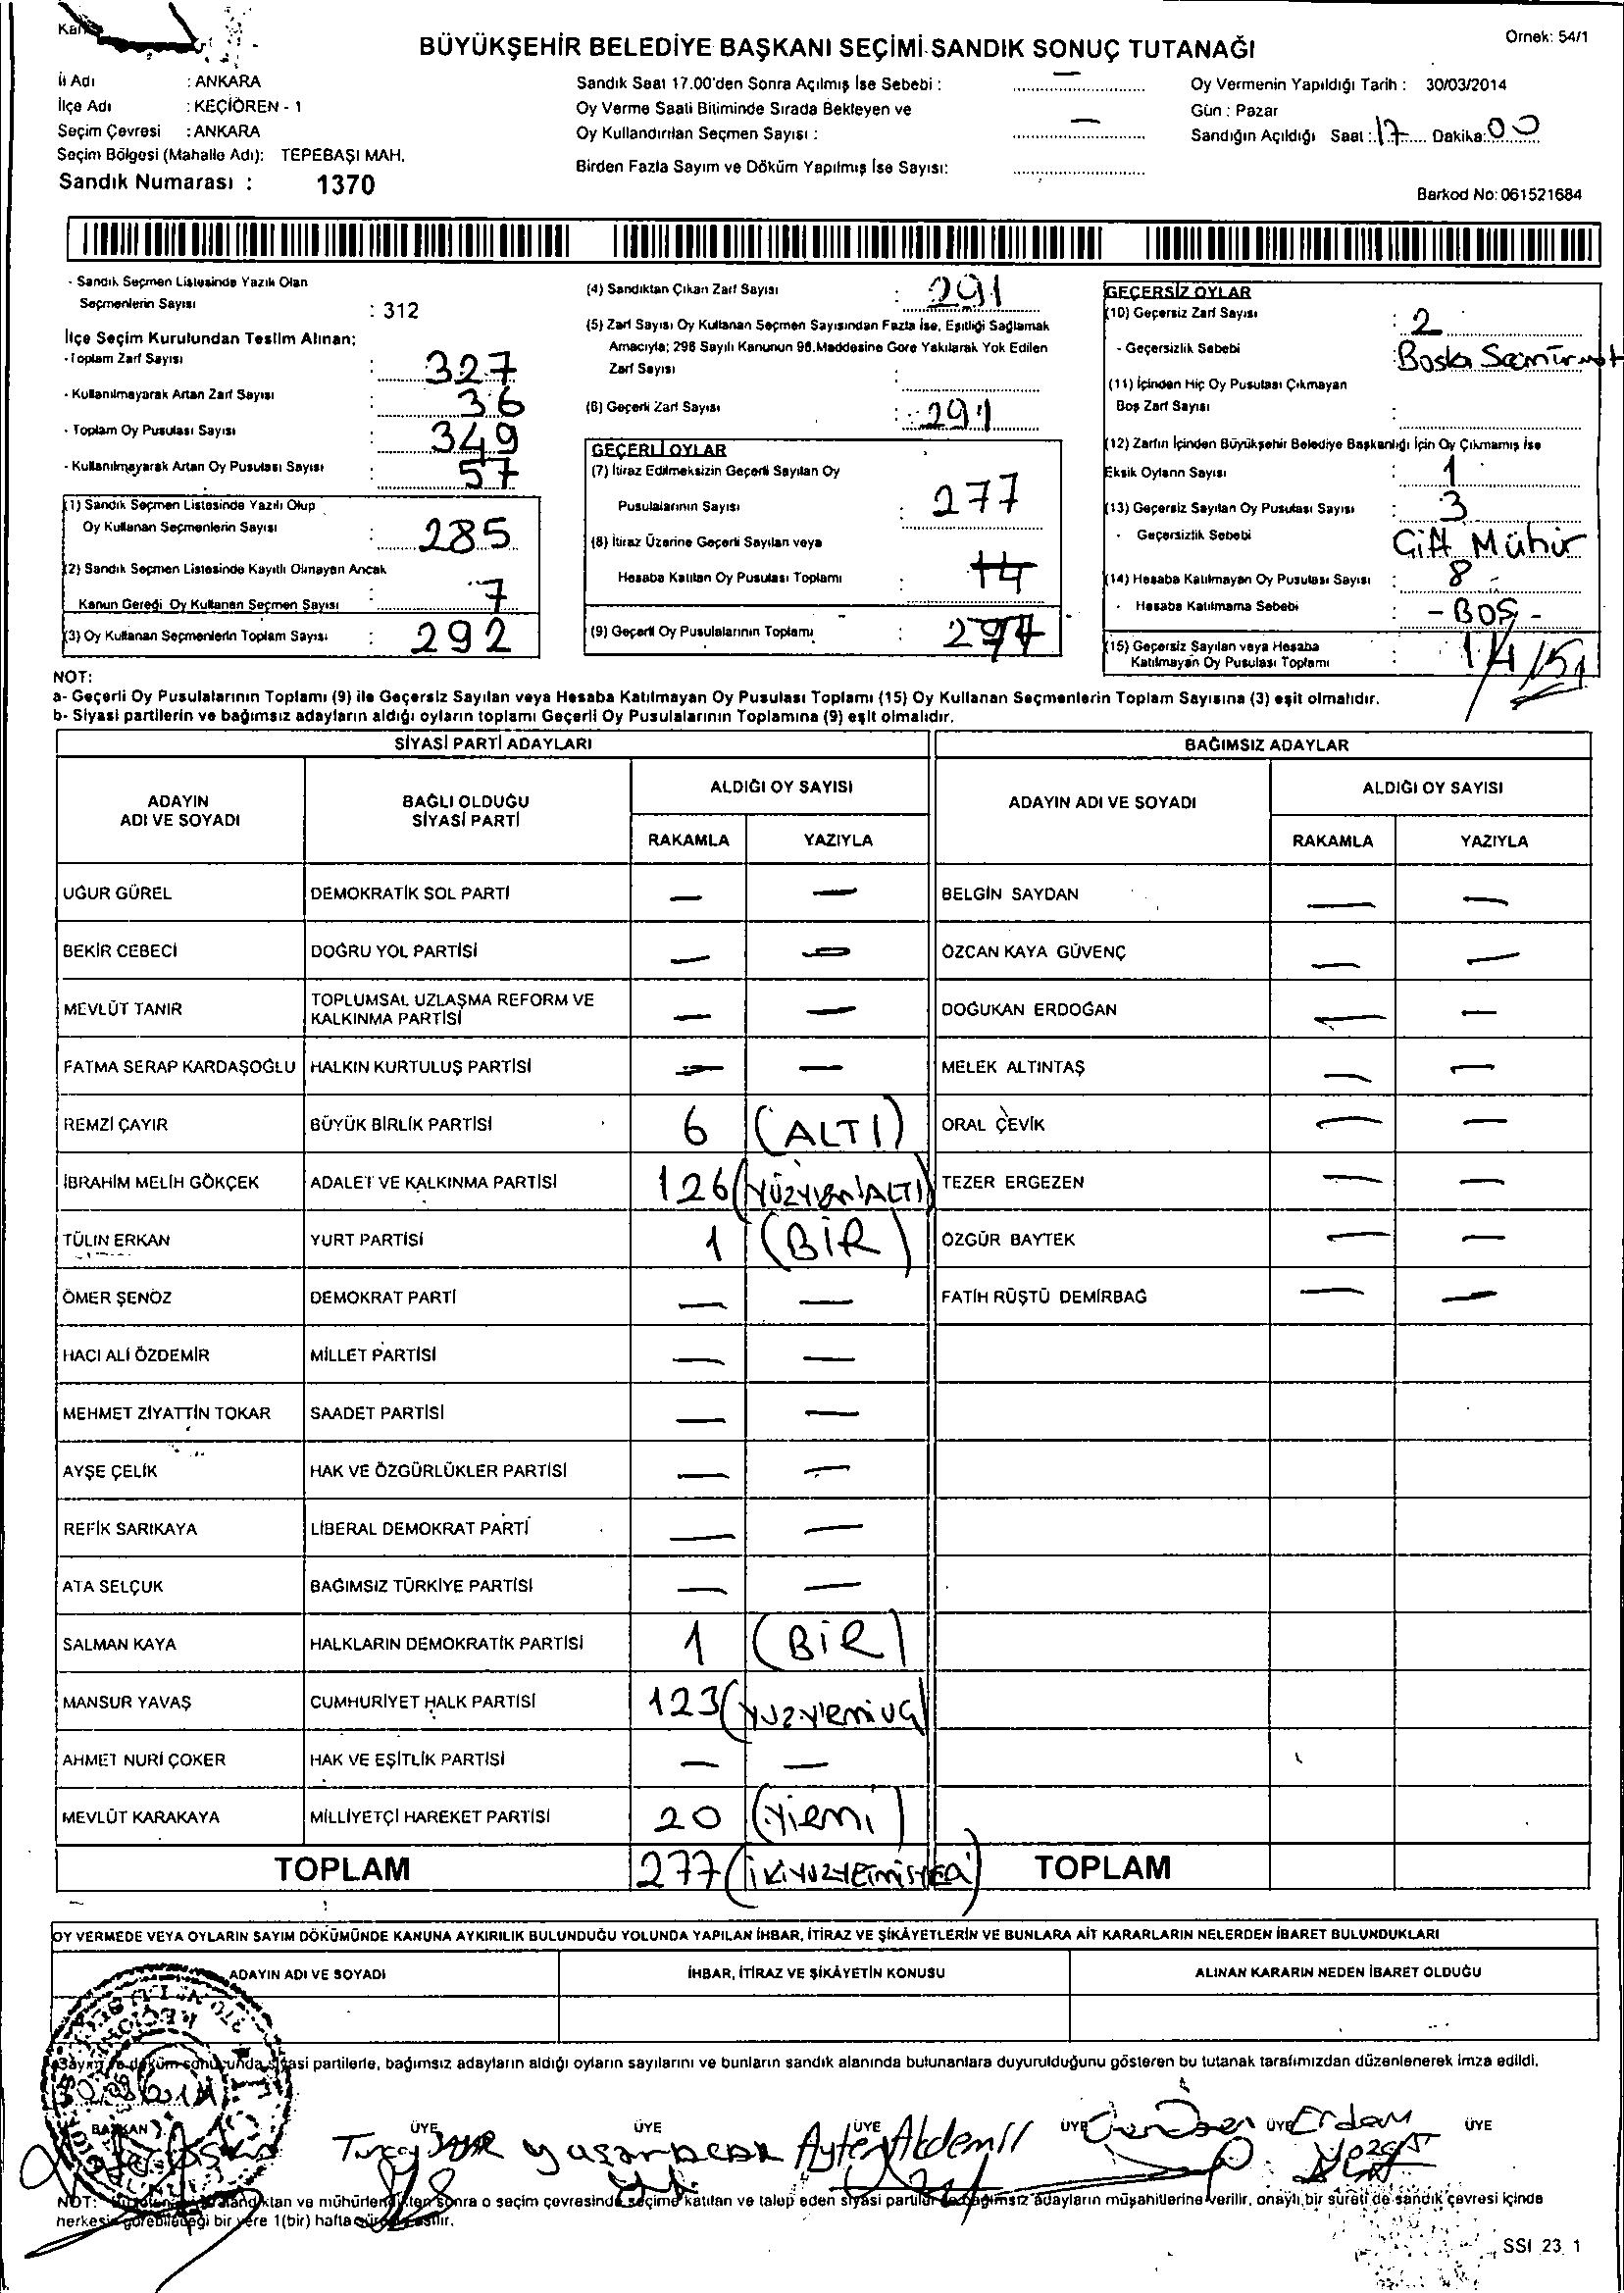 BÜYÜKŞEHİR BELEDİYE BAŞKANI SEÇİMİ SANDIK SONUÇ TUTANAĞI
Örnek: 54/1
İl Adı : ANKARA
İlçe Adı : KEÇİÖREN - 1
Seçim Çevresi : ANKARA
Seçim Bölgesi (Mahalle Adı): TEPEBAŞI MAH.
Sandık Numarası : 1370
Sandık Saat 17.00'den Sonra Açılmış İse Sebebi : —
Oy Verme Saati Bitiminde Sırada Bekleyen ve
Oy Kullandırılan Seçmen Sayısı : —
Birden Fazla Sayım ve Döküm Yapılmış İse Sayısı:
Oy Vermenin Yapıldığı Tarih : 30/03/2014
Gün : Pazar
Sandığın Açıldığı Saat : 17 Dakika: 00
Barkod No: 061521684
- Sandık Seçmen Listesinde Yazılı Olan
Seçmenlerin Sayısı : 312
İlçe Seçim Kurulundan Teslim Alınan:
- Toplam Zarf Sayısı : 327
- Kullanılmayarak Artan Zarf Sayısı : 36
- Toplam Oy Pusulası Sayısı : 349
- Kullanılmayarak Artan Oy Pusulası Sayısı : 57
(1) Sandık Seçmen Listesinde Yazılı Olup
Oy Kullanan Seçmenlerin Sayısı : 285
(2) Sandık Seçmen Listesinde Kayıtlı Olmayan Ancak
Kanun Gereği Oy Kullanan Seçmen Sayısı : 7
(3) Oy Kullanan Seçmenlerin Toplam Sayısı : 292
(4) Sandıktan Çıkan Zarf Sayısı : 291
(5) Zarf Sayısı Oy Kullanan Seçmen Sayısından Fazla ise, Eşitliği Sağlamak
Amacıyla; 298 Sayılı Kanunun 98.Maddesine Göre Yakılarak Yok Edilen
Zarf Sayısı :
(6) Geçerli Zarf Sayısı : 291
GEÇERLİ OYLAR
(7) İtiraz Edilmeksizin Geçerli Sayılan Oy
Pusulalarının Sayısı : 277
(8) İtiraz Üzerine Geçerli Sayılan veya
Hesaba Katılan Oy Pusulası Toplamı : 14
(9) Geçerli Oy Pusulalarının Toplamı :
GEÇERSİZ OYLAR
(10) Geçersiz Zarf Sayısı : 2
- Geçersizlik Sebebi :
(11) İçinden Hiç Oy Pusulası Çıkmayan
Boş Zarf Sayısı :
(12) Zarfın İçinden Büyükşehir Belediye Başkanlığı İçin Oy Çıkmamış İse
Eksik Oyların Sayısı : 1
(13) Geçersiz Sayılan Oy Pusulası Sayısı : 3
- Geçersizlik Sebebi Çift Mühür
(14) Hesaba Katılmayan Oy Pusulası Sayısı : 8
- Hesaba Katılmama Sebebi : - BOŞ -
(15) Geçersiz Sayılan veya Hesaba
Katılmayan Oy Pusulası Toplamı : 14
NOT:
a- Geçerli Oy Pusulalarının Toplamı (9) ile Geçersiz Sayılan veya Hesaba Katılmayan Oy Pusulası Toplamı (15) Oy Kullanan Seçmenlerin Toplam Sayısına (3) eşit olmalıdır.
b- Siyasi partilerin ve bağımsız adayların aldığı oyların toplamı Geçerli Oy Pusulalarının Toplamına (9) eşit olmalıdır.
SİYASİ PARTİ ADAYLARI BAĞIMSIZ ADAYLAR
ADAYIN ADI VE SOYADI BAĞLI OLDUĞU SİYASİ PARTİ ALDIĞI OY SAYISI ADAYIN ADI VE SOYADI ALDIĞI OY SAYISI
RAKAMLA YAZIYLA RAKAMLA YAZIYLA
UĞUR GÜREL DEMOKRATİK SOL PARTİ — — BELGİN SAYDAN — —
BEKİR CEBECİ DOĞRU YOL PARTİSİ — — ÖZCAN KAYA GÜVENÇ — —
MEVLÜT TANIR TOPLUMSAL UZLAŞMA REFORM VE KALKINMA PARTİSİ — — DOĞUKAN ERDOĞAN — —
FATMA SERAP KARDAŞOĞLU HALKIN KURTULUŞ PARTİSİ — — MELEK ALTINTAŞ — —
REMZİ ÇAYIR BÜYÜK BİRLİK PARTİSİ 6 (ALTI) ORAL ÇEVİK — —
İBRAHİM MELİH GÖKÇEK ADALET VE KALKINMA PARTİSİ 126 (YÜZYİRMİALTI) TEZER ERGEZEN — —
TÜLİN ERKAN YURT PARTİSİ 1 (BİR) ÖZGÜR BAYTEK — —
ÖMER ŞENÖZ DEMOKRAT PARTİ — — FATİH RÜŞTÜ DEMİRBAĞ — —
HACI ALİ ÖZDEMİR MİLLET PARTİSİ — —
MEHMET ZİYATTİN TOKAR SAADET PARTİSİ — —
AYŞE ÇELİK HAK VE ÖZGÜRLÜKLER PARTİSİ — —
REFİK SARIKAYA LİBERAL DEMOKRAT PARTİ — —
ATA SELÇUK BAĞIMSIZ TÜRKİYE PARTİSİ — —
SALMAN KAYA HALKLARIN DEMOKRATİK PARTİSİ 1 (BİR)
MANSUR YAVAŞ CUMHURİYET HALK PARTİSİ 123 (YUZYİRMİUÇ)
AHMET NURİ ÇOKER HAK VE EŞİTLİK PARTİSİ — —
MEVLÜT KARAKAYA MİLLİYETÇİ HAREKET PARTİSİ 20 (YİRMİ)
TOPLAM 277 (İKİYUZYETMİŞYEDİ) TOPLAM
OY VERMEDE VEYA OYLARIN SAYIM DÖKÜMÜNDE KANUNA AYKIRILIK BULUNDUĞU YOLUNDA YAPILAN İHBAR, İTİRAZ VE ŞİKÂYETLERİN VE BUNLARA AİT KARARLARIN NELERDEN İBARET BULUNDUKLARI
ADAYIN ADI VE SOYADI İHBAR, İTİRAZ VE ŞİKÂYETİN KONUSU ALINAN KARARIN NEDEN İBARET OLDUĞU
Sayım ve döküm sonucunda siyasi partilerle, bağımsız adayların aldığı oyların sayılarını ve bunların sandık alanında bulunanlara duyurulduğunu gösteren bu tutanak tarafımızdan düzenlenerek imza edildi.
BAŞKAN ÜYE ÜYE ÜYE ÜYE ÜYE ÜYE
Ayten Akdemir Erdem
NOT: sandıktan ve mühürlendikten sonra o seçim çevresinde seçime katılan ve talep eden siyasi partiler ve bağımsız adayların müşahitlerine verilir, onaylı bir sureti de sandık çevresi içinde
herkesin görebileceği bir yere 1(bir) hafta süreyle asılır.
SSI 23_1